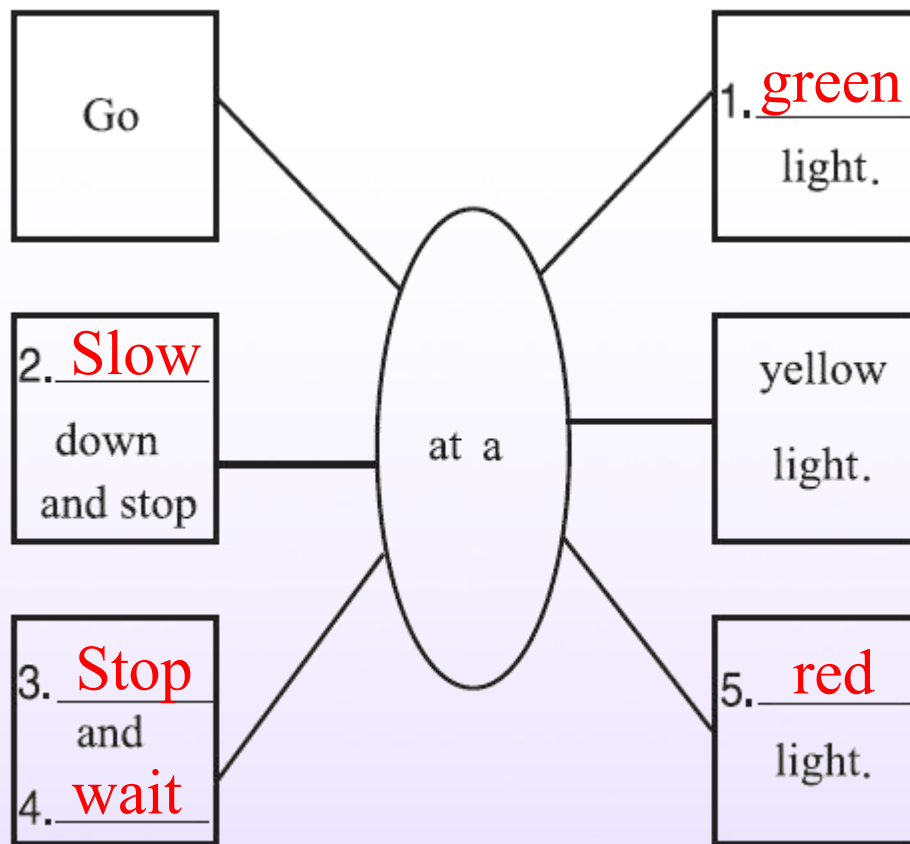 Go
at a
1. green
light.
2. Slow
down
and stop
yellow
light.
3. Stop
and
4. wait
5. red
light.